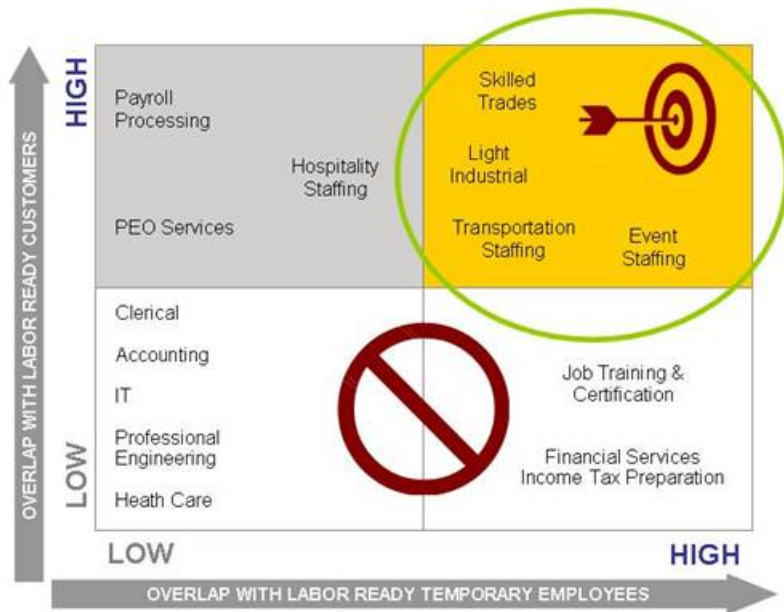 OVERLAP WITH LABOR READY CUSTOMERS
HIGH
LOW
Payroll
Processing
Hospitality
Staffing
PEO Services
Skilled
Trades
Light
Industrial
Transportation
Staffing
Event
Staffing
Clerical
Accounting
IT
Professional
Engineering
Heath Care
Job Training &
Certification
Financial Services
Income Tax Preparation
LOW
HIGH
OVERLAP WITH LABOR READY TEMPORARY EMPLOYEES